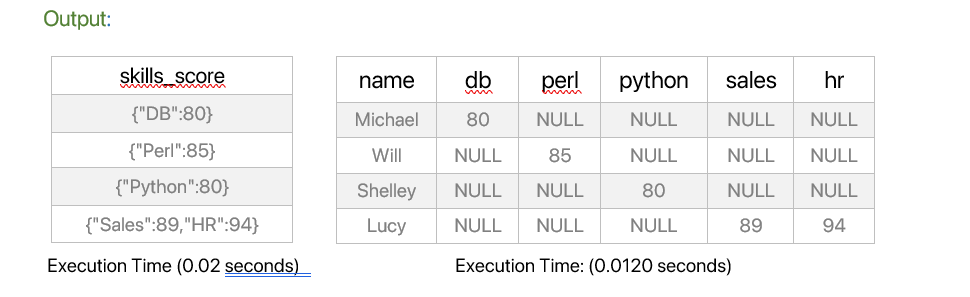 Output:
skills_score
{"DB":80}
{"Perl":85}
{"Python":80}
{"Sales":89,"HR":94}
Execution Time (0.02 seconds)
name db perl python sales hr
Michael 80 NULL NULL NULL NULL
Will NULL 85 NULL NULL NULL
Shelley NULL NULL 80 NULL NULL
Lucy NULL NULL NULL 89 94
Execution Time: (0.0120 seconds)